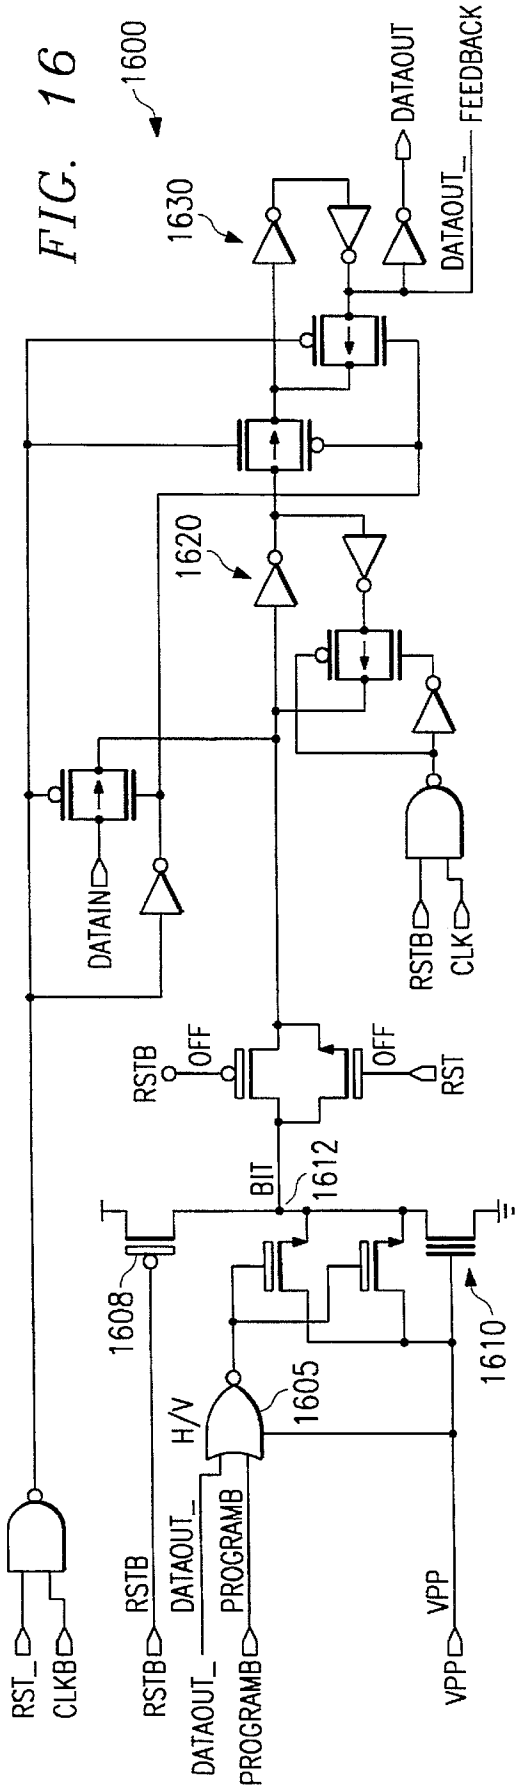 FIG. 16
1600
RST_
CLKB
RSTB
RSTB
DATAOUT_
DATAOUT_
PROGRAMB
PROGRAMB
VPP
VPP
H/V
1605
1608
BIT
1612
1610
RSTB
OFF
OFF
RST
DATAIN
RSTB
CLK
1620
1630
DATAOUT
DATAOUT_
FEEDBACK